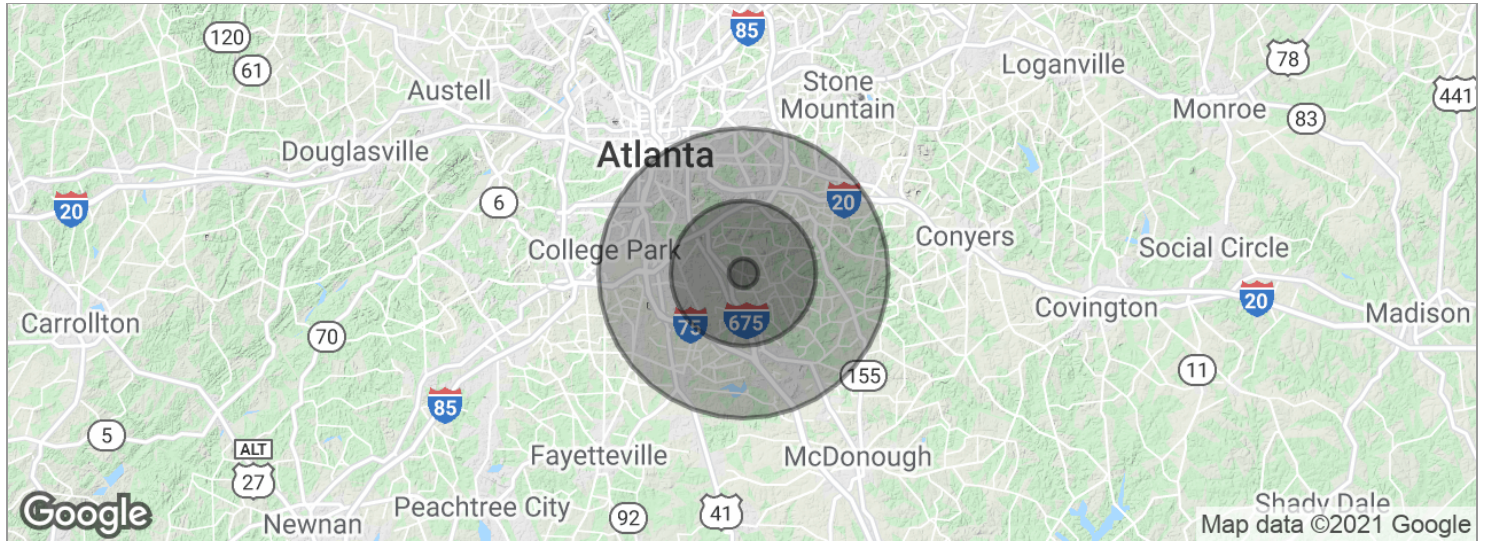 120
85
78
61
Loganville
Austell
Stone
Mountain
441
Monroe
83
Douglasville
Atlanta
20
6
20
College Park
Conyers
Social Circle
Covington
20
Madison
Carrollton
75
675
70
155
11
85
5
ALT
27
Fayetteville
McDonough
Peachtree City
92
41
Shady Dale
Google
Newnan
Map data ©2021 Google